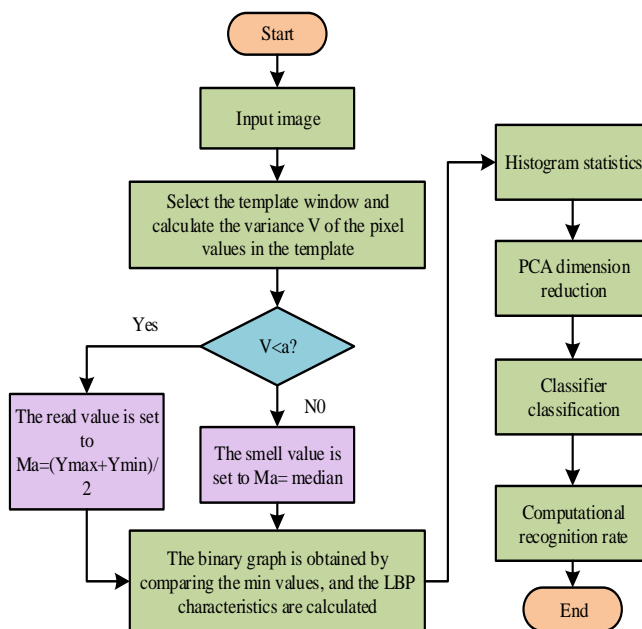 Start
Input image
Select the template window and
calculate the variance V of the pixel
values in the template
Yes
V<a?
N0
The read value is set
to
Ma=(Ymax+Ymin)/
2
The smell value is
set to Ma= median
The binary graph is obtained by
comparing the min values, and the LBP
characteristics are calculated
Histogram statistics
PCA dimension
reduction
Classifier
classification
Computational
recognition rate
End